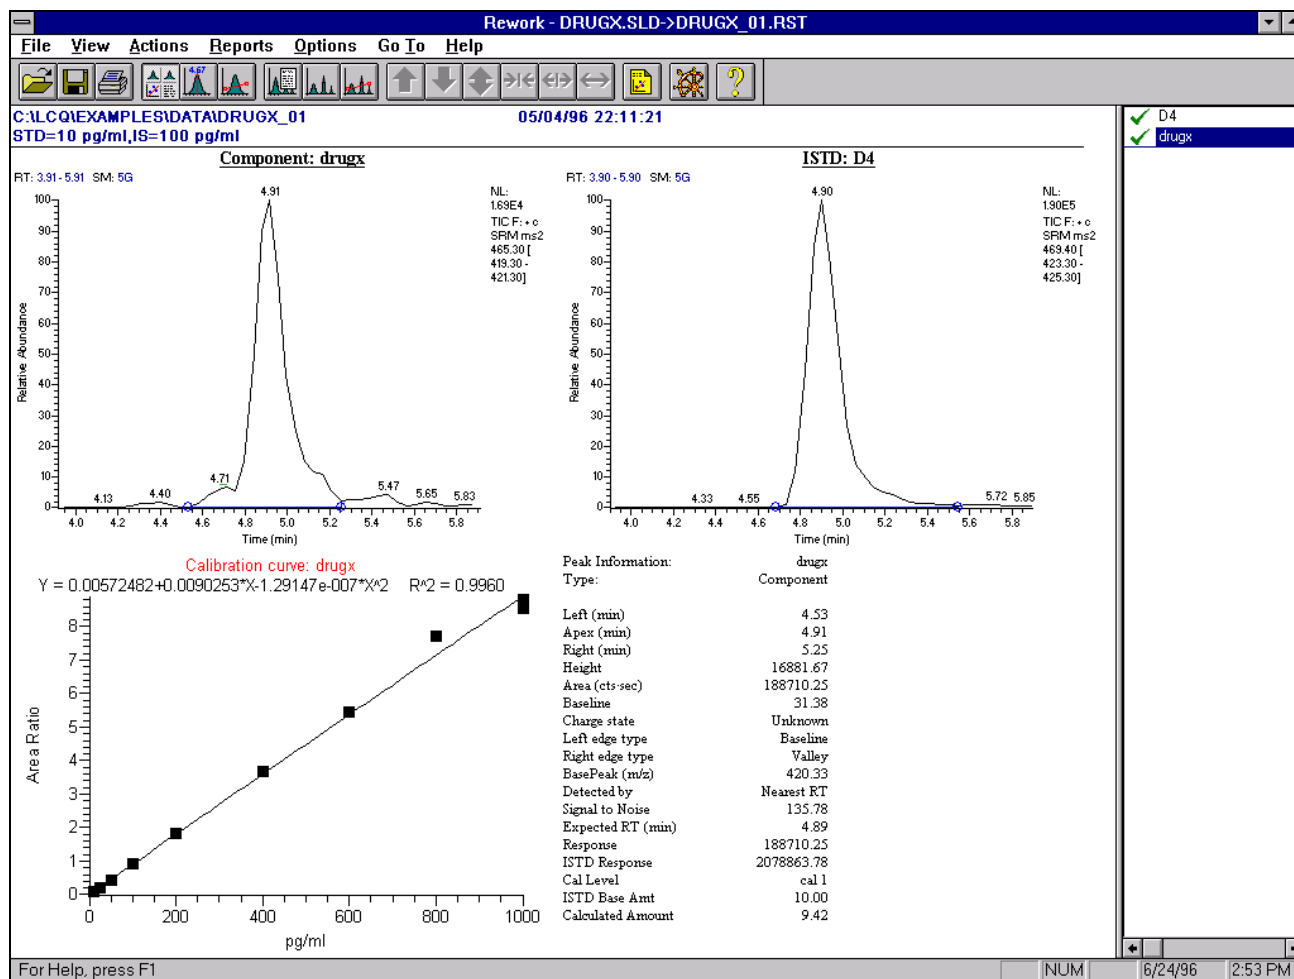 Rework - DRUGX.SLD->DRUGX_01.RST
File View Actions Reports Options Go To Help
4.67
C:\LCQ\EXAMPLES\DATA\DRUGX_01 05/04/96 22:11:21
STD=10 pg/ml,IS=100 pg/ml
D4
drugx
Component: drugx
RT: 3.91 - 5.91 SM: 5G
NL:
1.69E4
TIC F: + c
SRM ms2
465.30 [
419.30 -
421.30]
4.91
4.71
4.13
4.40
5.47
5.65
5.83
Relative Abundance
100
90
80
70
60
50
40
30
20
10
0
4.0 4.2 4.4 4.6 4.8 5.0 5.2 5.4 5.6 5.8
Time (min)
ISTD: D4
RT: 3.90 - 5.90 SM: 5G
NL:
1.90E5
TIC F: + c
SRM ms2
469.40 [
423.30 -
425.30]
4.90
4.33
4.55
5.72
5.85
Relative Abundance
100
90
80
70
60
50
40
30
20
10
0
4.0 4.2 4.4 4.6 4.8 5.0 5.2 5.4 5.6 5.8
Time (min)
Calibration curve: drugx
Y = 0.00572482+0.0090253*X-1.29147e-007*X^2 R^2 = 0.9960
Area Ratio
8
7
6
5
4
3
2
1
0
0 200 400 600 800 1000
pg/ml
Peak Information: drugx
Type: Component
Left (min) 4.53
Apex (min) 4.91
Right (min) 5.25
Height 16881.67
Area (cts-sec) 188710.25
Baseline 31.38
Charge state Unknown
Left edge type Baseline
Right edge type Valley
BasePeak (m/z) 420.33
Detected by Nearest RT
Signal to Noise 135.78
Expected RT (min) 4.89
Response 188710.25
ISTD Response 2078863.78
Cal Level cal 1
ISTD Base Amt 10.00
Calculated Amount 9.42
For Help, press F1 NUM 6/24/96 2:53 PM